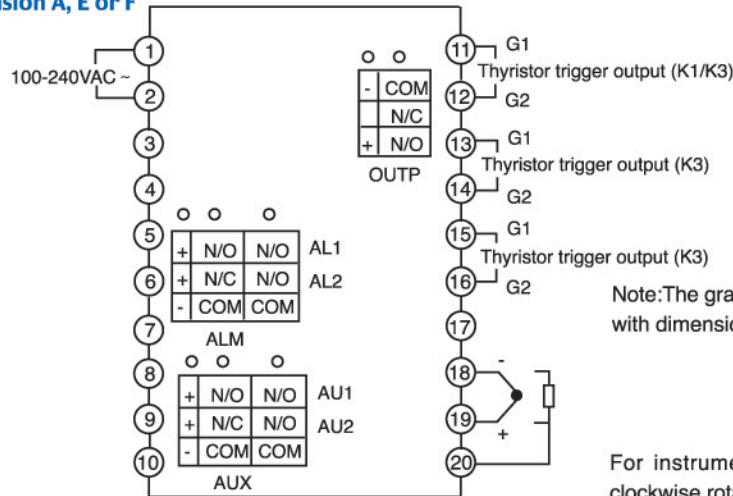 A, E or F
100-240VAC ~
1
2
3
4
5
6
7
8
9
10
- COM
N/C
+ N/O
OUTP
+ N/O N/O AL1
+ N/C N/O AL2
- COM COM
ALM
+ N/O N/O AU1
+ N/C N/O AU2
- COM COM
AUX
11 G1
Thyristor trigger output (K1/K3)
12 G2
13 G1
Thyristor trigger output (K3)
14 G2
15 G1
Thyristor trigger output (K3)
16 G2
17
18 -
19 +
20
Note:The
with
For
clockwise